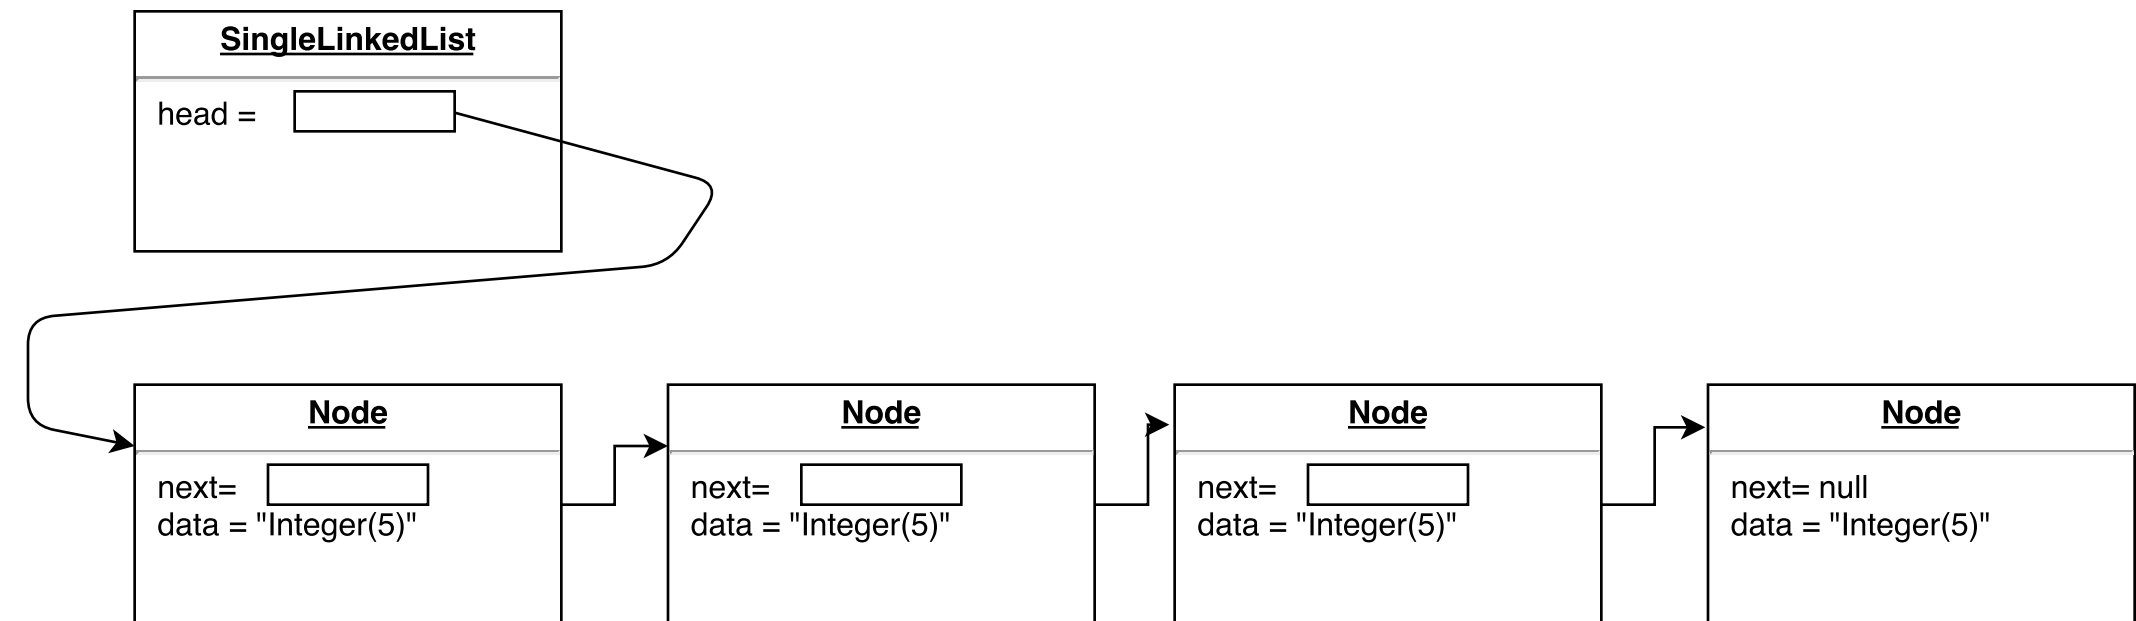 SingleLinkedList
head =
Node
next=
data = "Integer(5)"
Node
next=
data = "Integer(5)"
Node
next=
data = "Integer(5)"
Node
next= null
data = "Integer(5)"